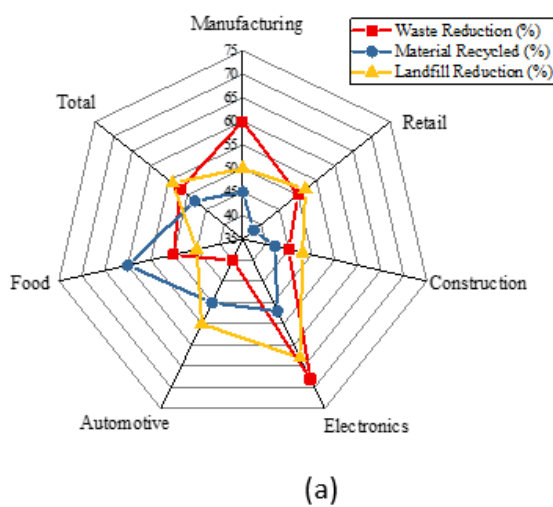 Manufacturing
Waste Reduction (%)
Material Recycled (%)
Landfill Reduction (%)
75
70
65
60
55
50
45
40
35
Total
Retail
Food
Construction
Automotive
Electronics
(a)